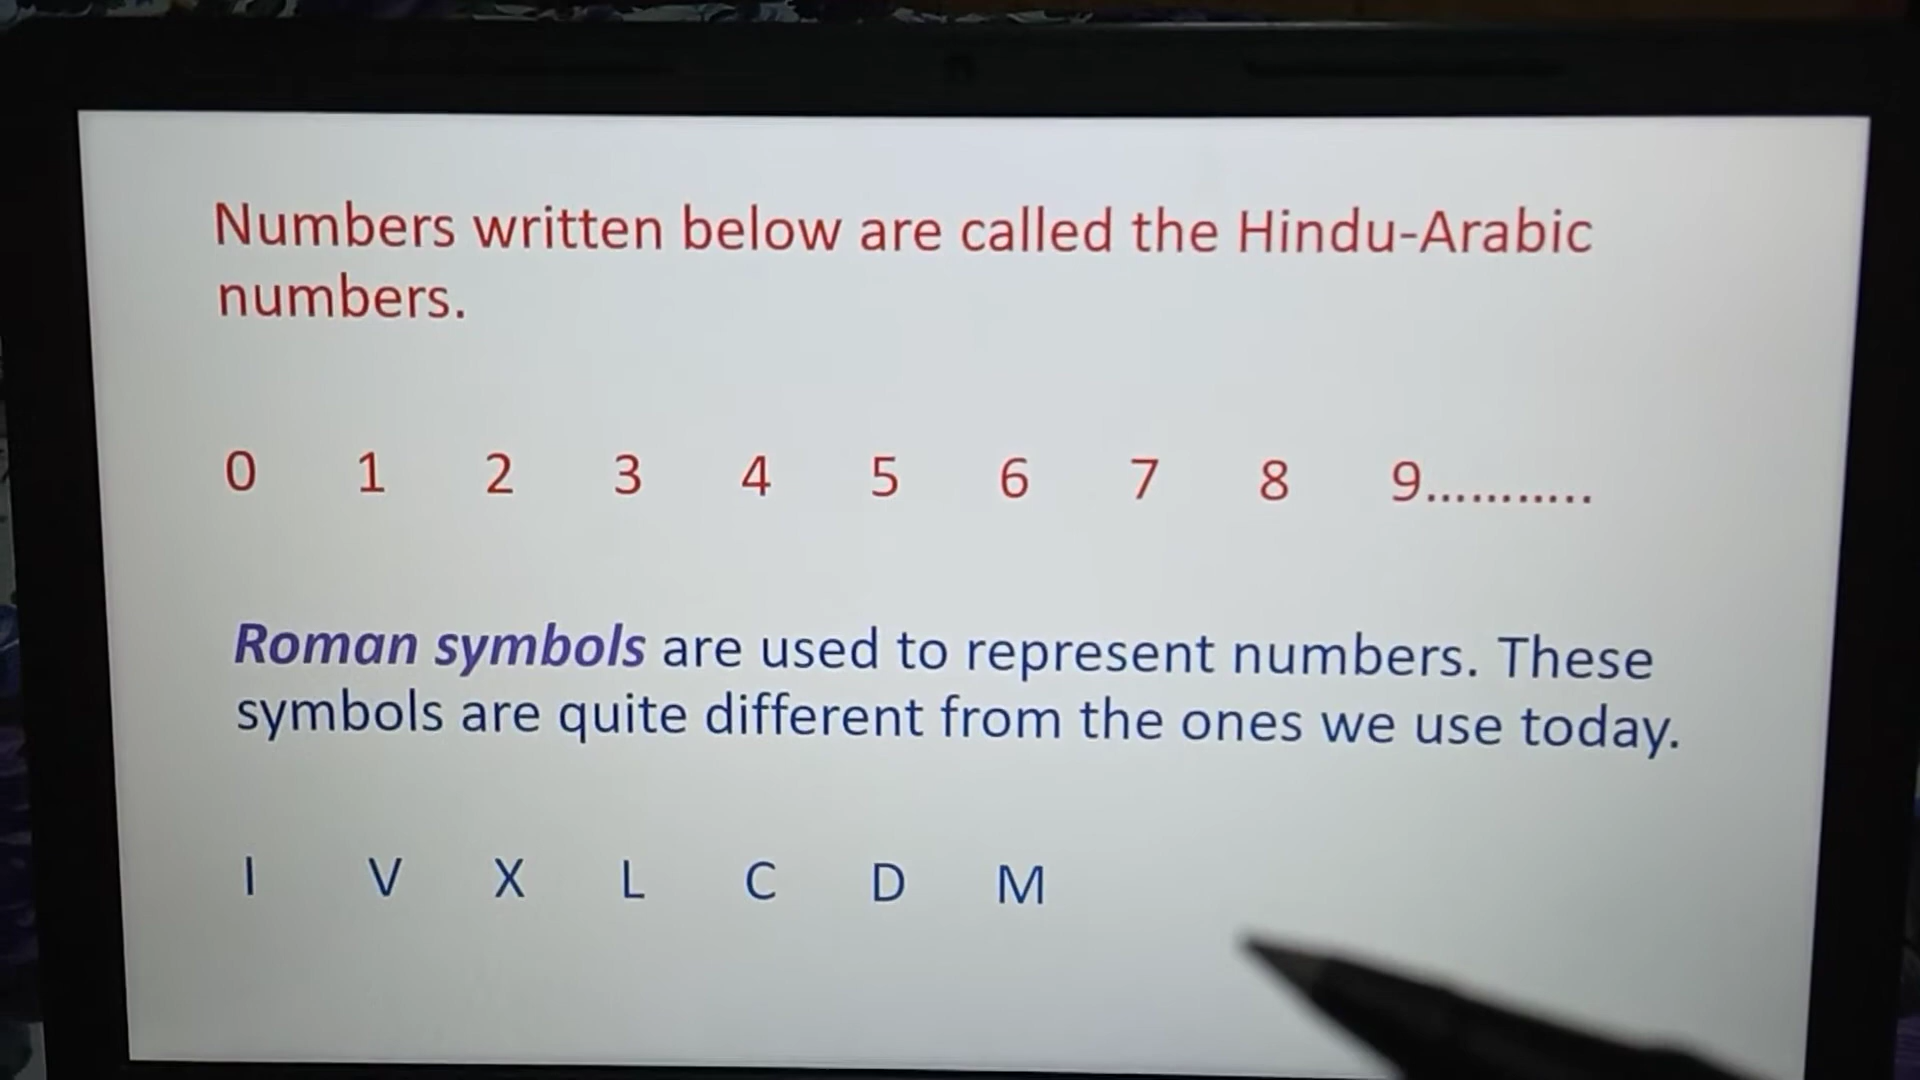 Numbers written below are called the Hindu-Arabic
numbers.
0 1 2 3 4 5 6 7 8 9...........
Roman symbols are used to represent numbers. These
symbols are quite different from the ones we use today.
I V X L C D M